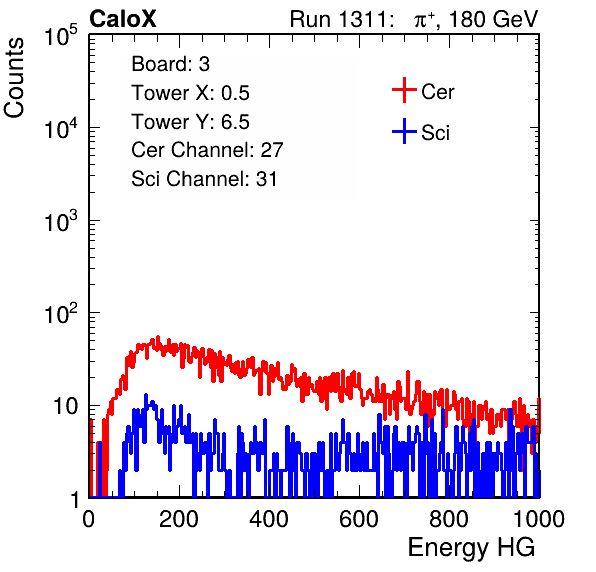 CaloX Run 1311: π⁺, 180 GeV
Counts
10⁵
10⁴
10³
10²
10
1
Board: 3
Tower X: 0.5
Tower Y: 6.5
Cer Channel: 27
Sci Channel: 31
Cer
Sci
0 200 400 600 800 1000
Energy HG